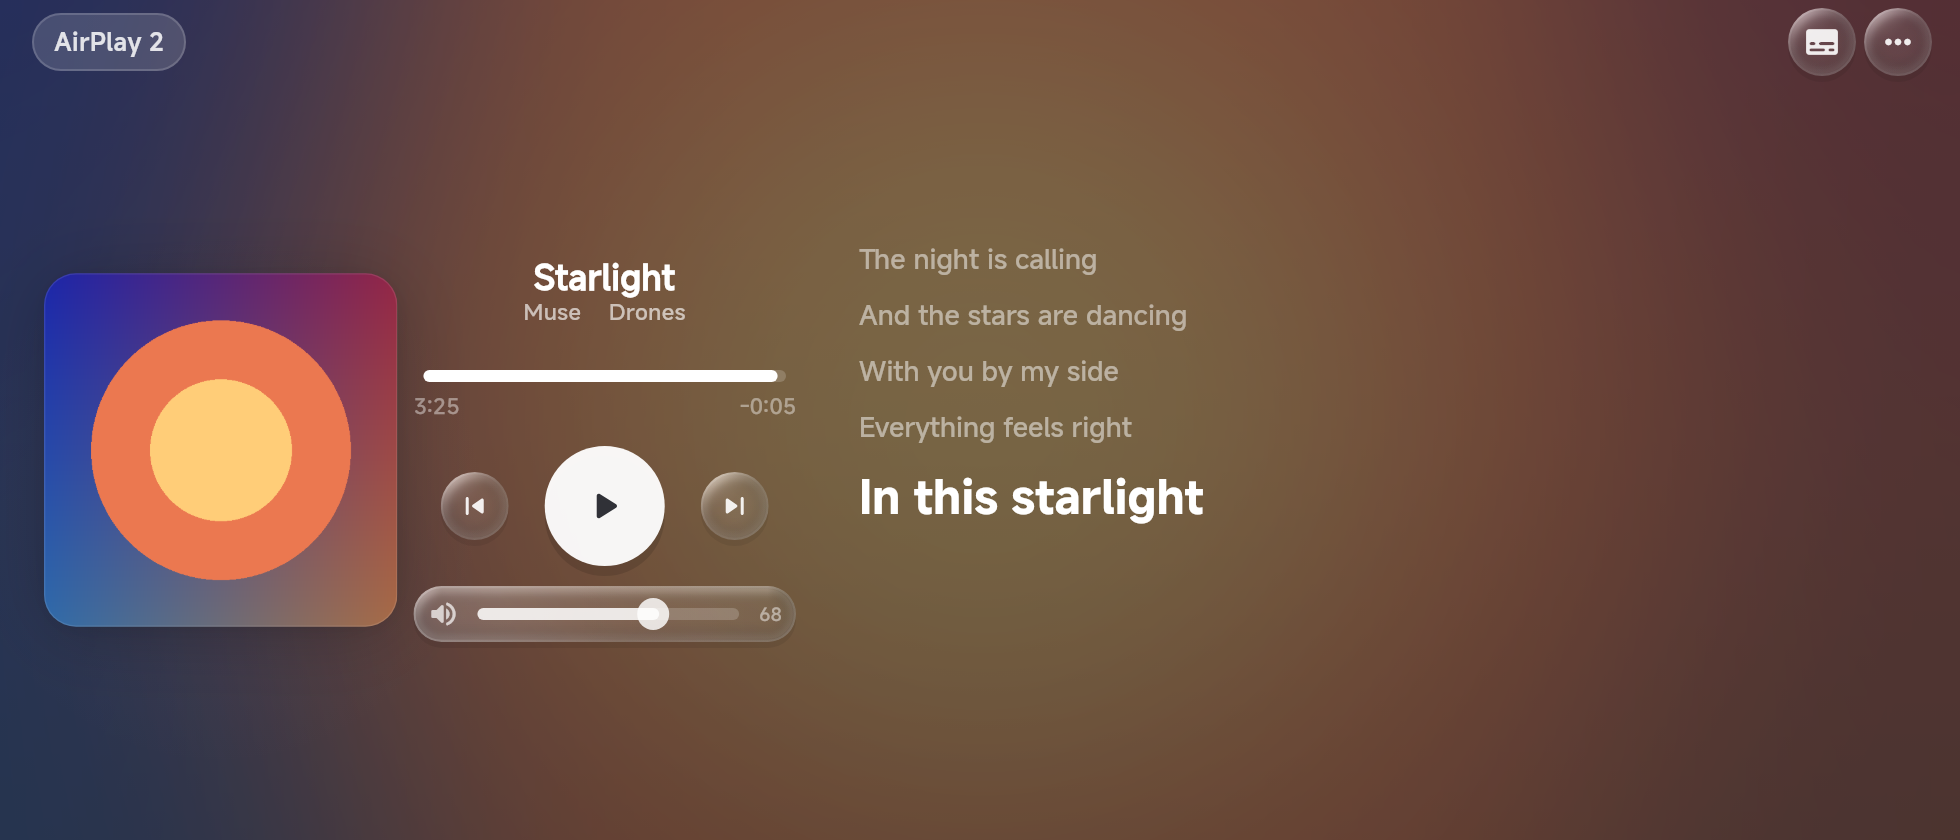 AirPlay 2
Starlight
Muse Drones
3:25 -0:05
68
The night is calling
And the stars are dancing
With you by my side
Everything feels right
In this starlight